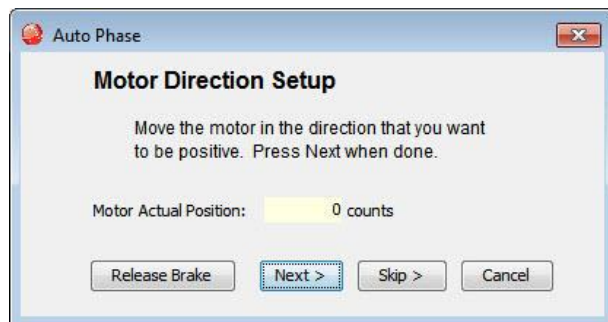 Auto Phase
Motor Direction Setup
Move the motor in the direction that you want
to be positive. Press Next when done.
Motor Actual Position: 0 counts
Release Brake Next > Skip > Cancel